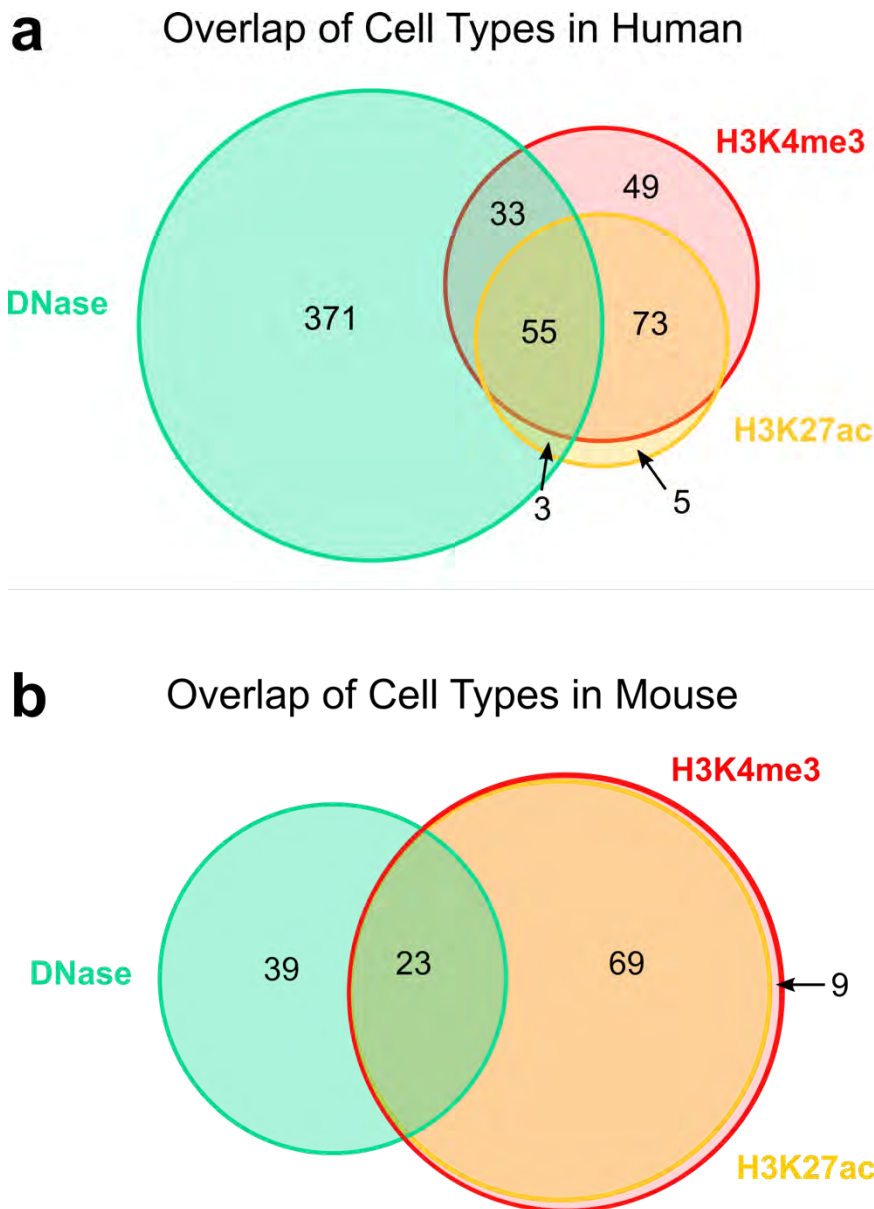 a
Overlap of Cell Types in Human
H3K4me3
49
33
DNase
371
55
73
H3K27ac
3
5
b
Overlap of Cell Types in Mouse
H3K4me3
DNase
39
23
69
9
H3K27ac